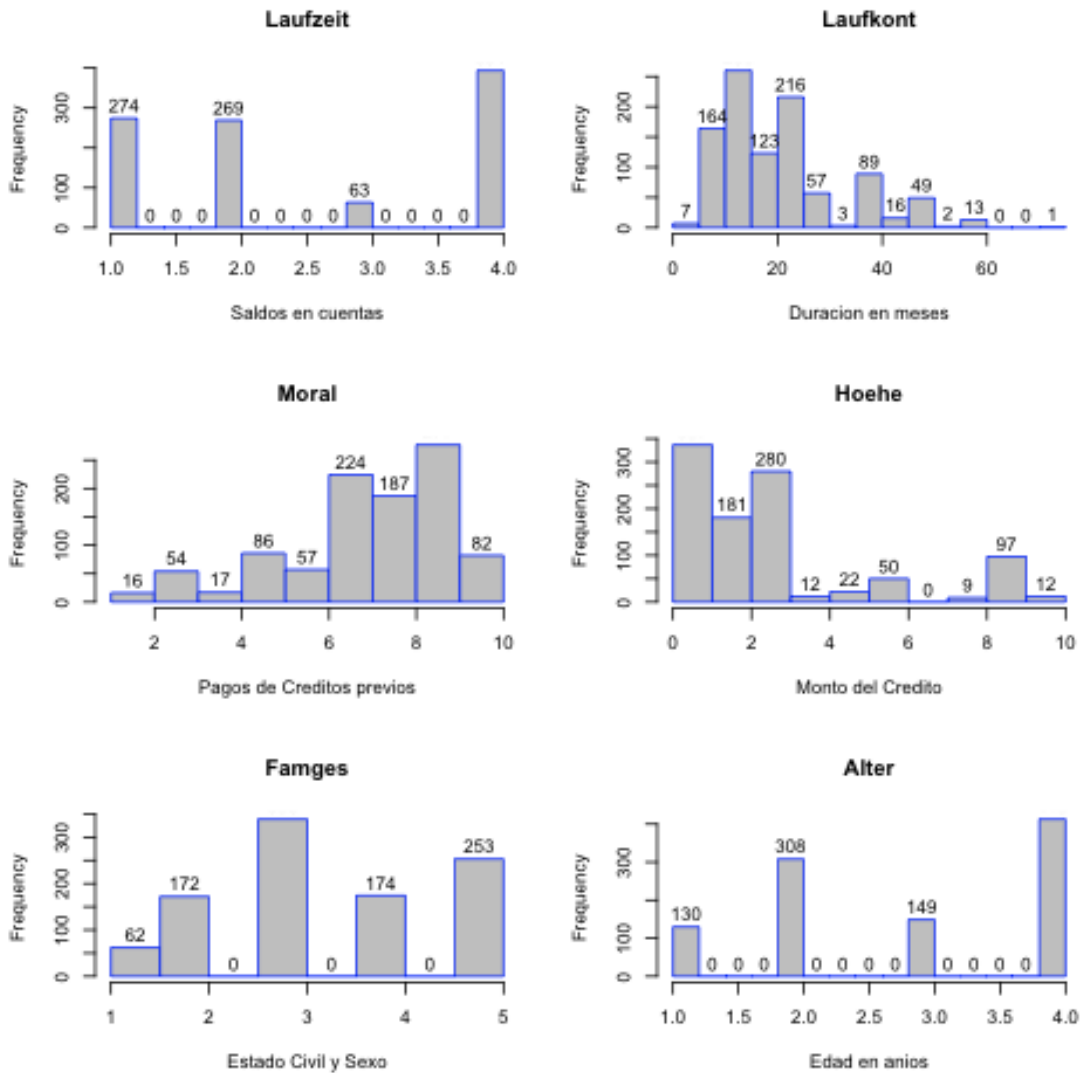 Laufzeit
Frequency
0 100 300
274 0 0 269 0 0 0 0 63 0 0 0 0
1.0 1.5 2.0 2.5 3.0 3.5 4.0
Saldos en cuentas
Laufkont
Frequency
0 100 200
7 164 123 216 57 3 89 16 49 2 13 0 0 1
0 20 40 60
Duracion en meses
Moral
Frequency
0 100 200
16 54 17 86 57 224 187 82
2 4 6 8 10
Pagos de Creditos previos
Hoehe
Frequency
0 100 200 300
181 280 12 22 50 0 9 97 12
0 2 4 6 8 10
Monto del Credito
Famges
Frequency
0 100 200 300
62 172 0 0 174 0 253
1 2 3 4 5
Estado Civil y Sexo
Alter
Frequency
0 100 300
130 0 0 0 308 0 0 0 0 149 0 0 0 0
1.0 1.5 2.0 2.5 3.0 3.5 4.0
Edad en anios